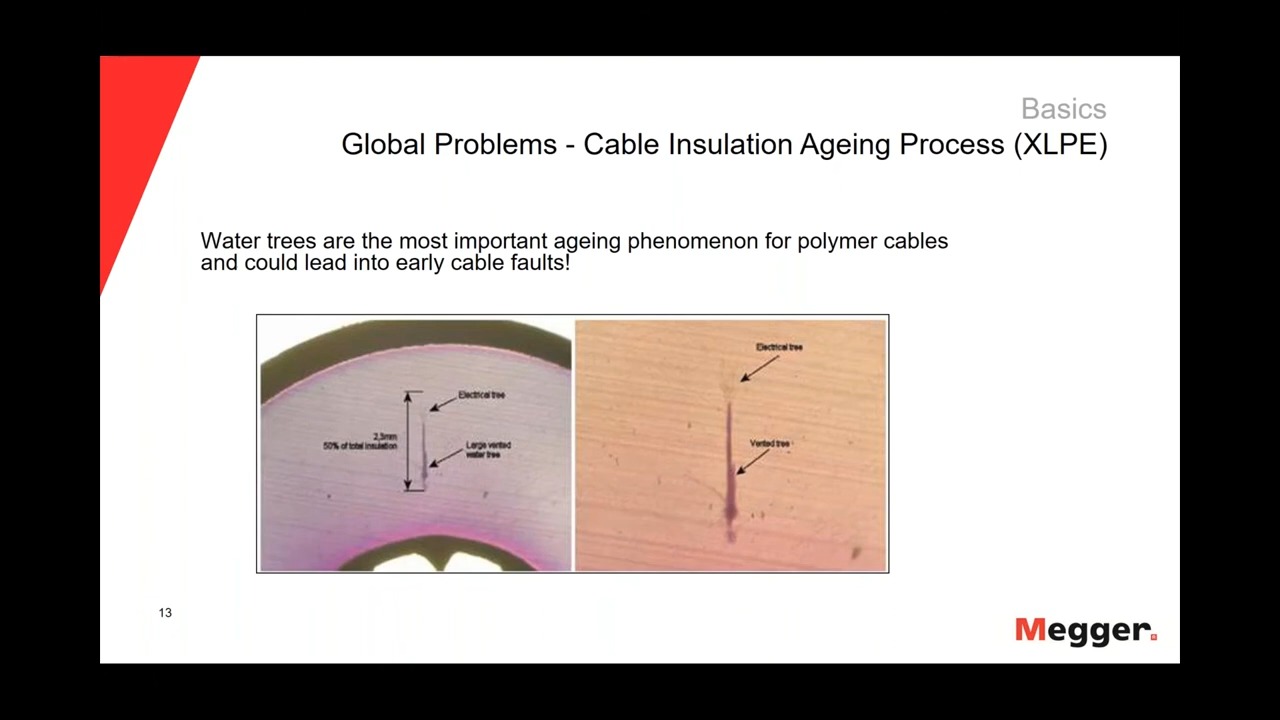 Basics
Global Problems - Cable Insulation Ageing Process (XLPE)
Water trees are the most important ageing phenomenon for polymer cables
and could lead into early cable faults!
Electrical tree
2,3mm
50% of total insulation
Large vented
water tree
Electrical tree
Vented tree
13
Megger.